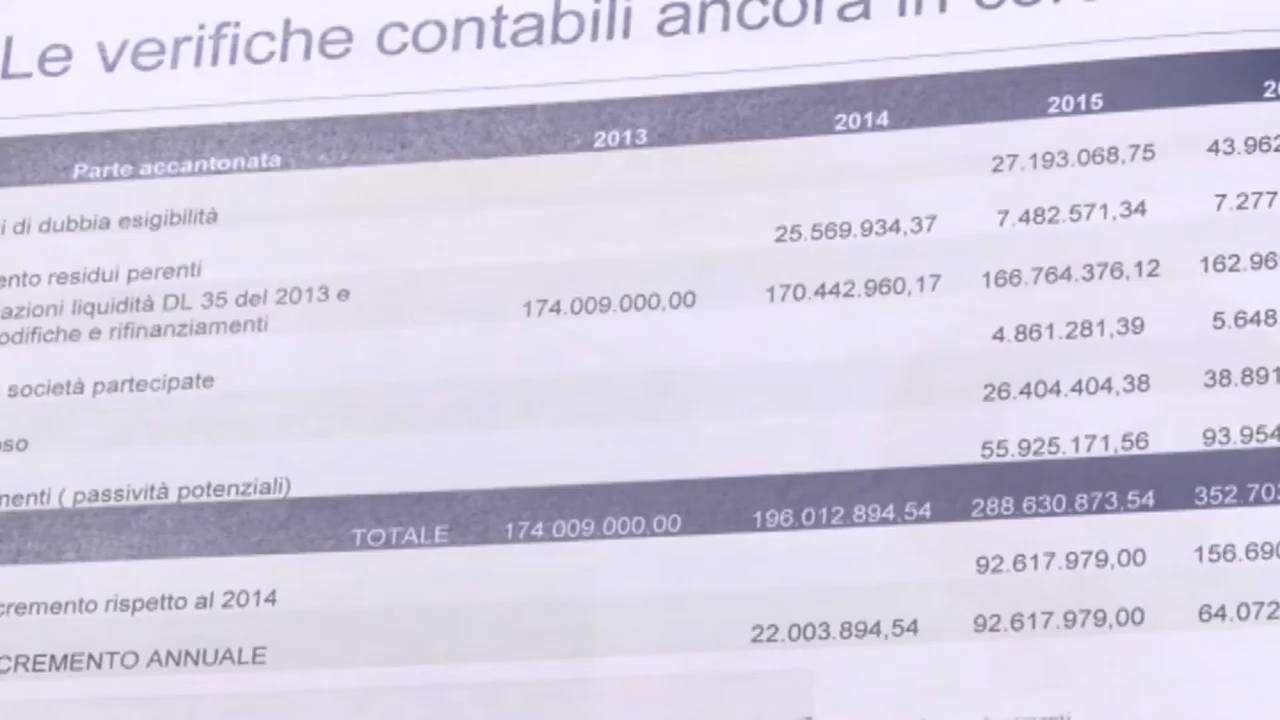 Le verifiche contabili ancora in
Parte accantonata 2013 2014 2015
i di dubbia esigibilità 27.193.068,75 43.962
ento residui perenti 25.569.934,37 7.482.571,34 7.277
azioni liquidità DL 35 del 2013 e
odifiche e rifinanziamenti 174.009.000,00 170.442.960,17 166.764.376,12 162.96
società partecipate 4.861.281,39 5.648
oso 26.404.404,38 38.891
menti ( passività potenziali) 55.925.171,56 93.954
TOTALE 174.009.000,00 196.012.894,54 288.630.873,54 352.703
cremento rispetto al 2014 92.617.979,00 156.690
CREMENTO ANNUALE 22.003.894,54 92.617.979,00 64.072